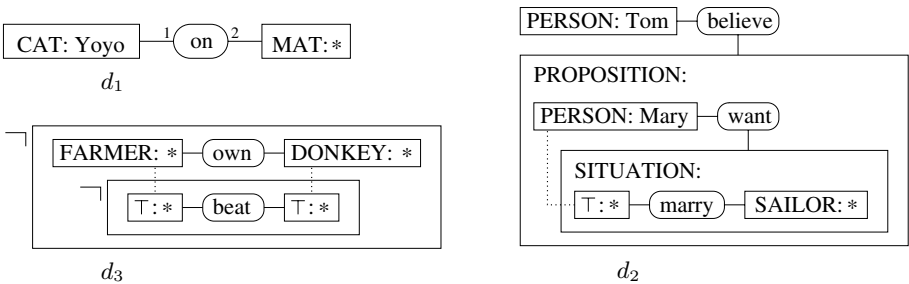 CAT: Yoyo 1 on 2 MAT: *
d1
¬
FARMER: * own DONKEY: *
¬
⊤: * beat ⊤: *
d3
PERSON: Tom believe
PROPOSITION:
PERSON: Mary want
SITUATION:
⊤: * marry SAILOR: *
d2